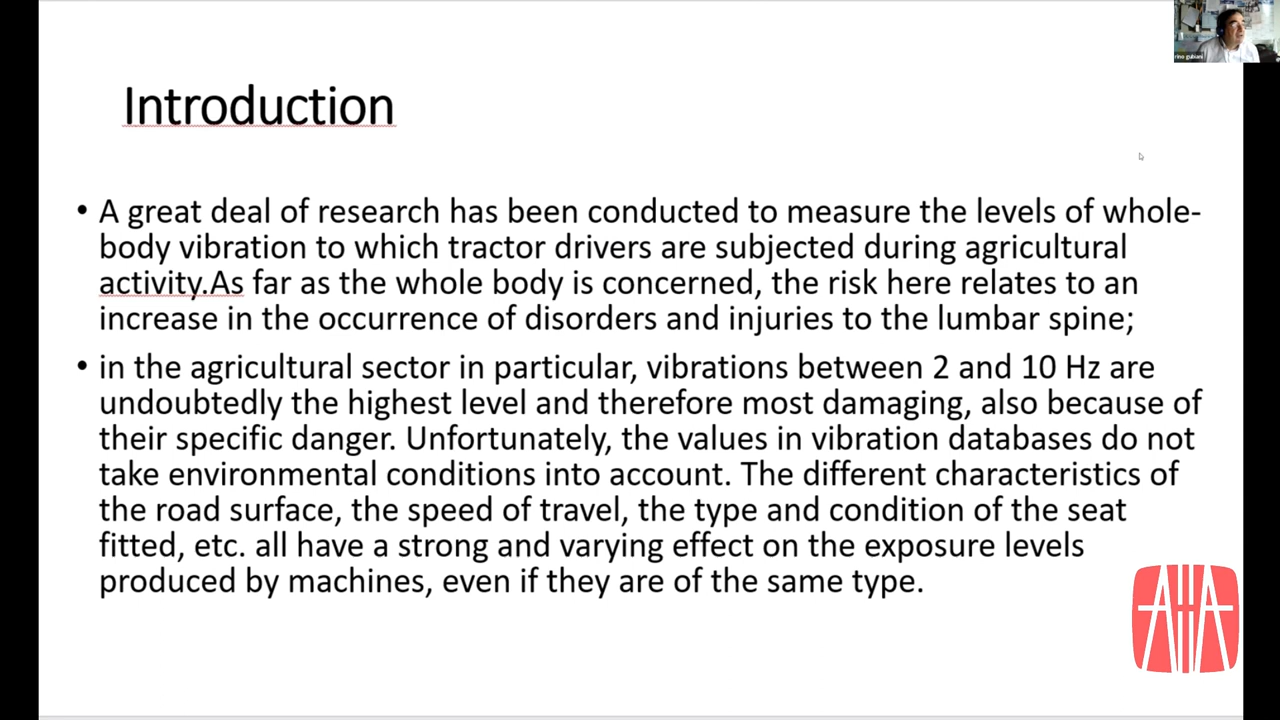 Introduction
• A great deal of research has been conducted to measure the levels of whole-
body vibration to which tractor drivers are subjected during agricultural
activity.As far as the whole body is concerned, the risk here relates to an
increase in the occurrence of disorders and injuries to the lumbar spine;
• in the agricultural sector in particular, vibrations between 2 and 10 Hz are
undoubtedly the highest level and therefore most damaging, also because of
their specific danger. Unfortunately, the values in vibration databases do not
take environmental conditions into account. The different characteristics of
the road surface, the speed of travel, the type and condition of the seat
fitted, etc. all have a strong and varying effect on the exposure levels
produced by machines, even if they are of the same type.